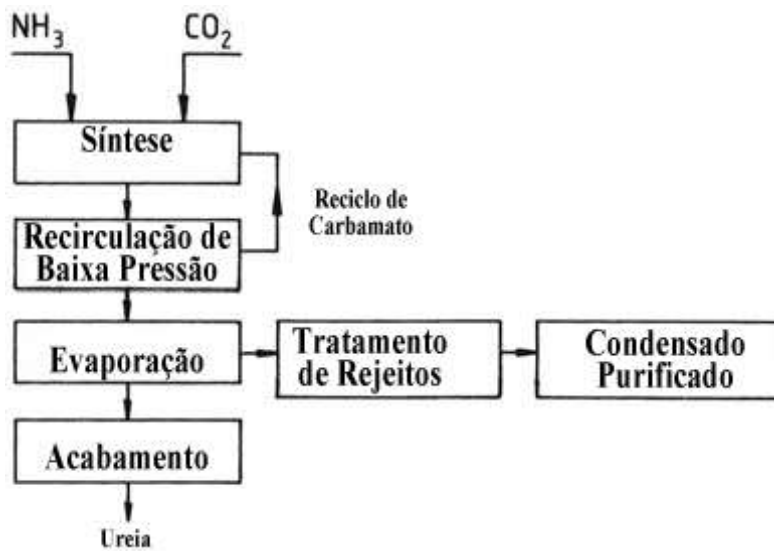 NH₃
CO₂
Síntese
Reciclo de
Carbamato
Recirculação de
Baixa Pressão
Evaporação
Tratamento
de Rejeitos
Condensado
Purificado
Acabamento
Ureia